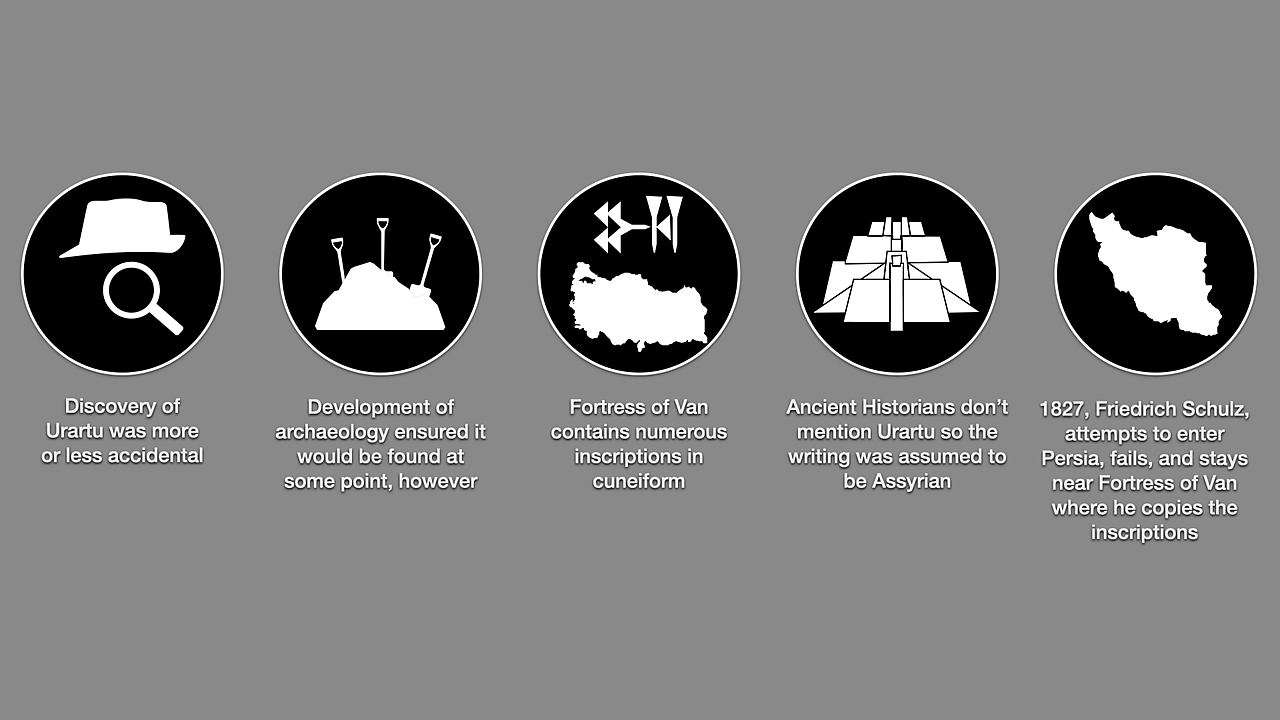 Discovery of
Urartu was more
or less accidental
Development of
archaeology ensured it
would be found at
some point, however
Fortress of Van
contains numerous
inscriptions in
cuneiform
Ancient Historians don’t
mention Urartu so the
writing was assumed to
be Assyrian
1827, Friedrich Schulz,
attempts to enter
Persia, fails, and stays
near Fortress of Van
where he copies the
inscriptions